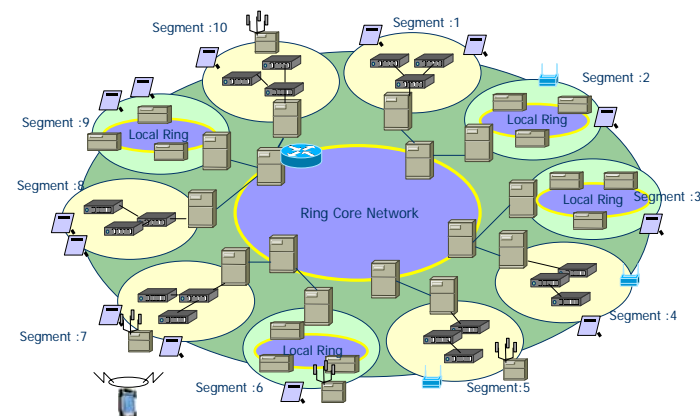 Segment :10
Segment :1
Segment :2
Local Ring
Segment :9
Local Ring
Segment :8
Local Ring
Segment :3
Ring Core Network
Segment :4
Segment :7
Local Ring
Segment :6
Segment:5